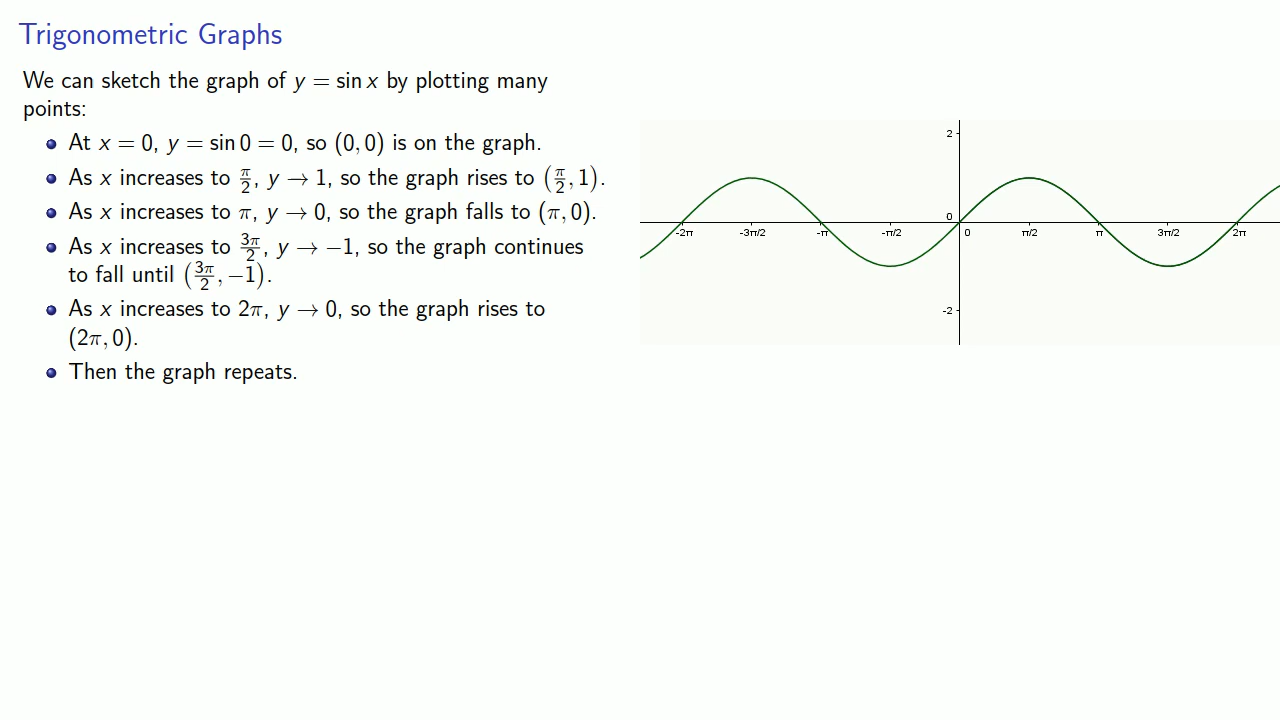 Trigonometric Graphs
We can sketch the graph of y = sin x by plotting many
points:
At x = 0, y = sin 0 = 0, so (0, 0) is on the graph.
As x increases to π/2, y → 1, so the graph rises to (π/2, 1).
As x increases to π, y → 0, so the graph falls to (π, 0).
As x increases to 3π/2, y → −1, so the graph continues
to fall until (3π/2, −1).
As x increases to 2π, y → 0, so the graph rises to
(2π, 0).
Then the graph repeats.
2
0
-2π -3π/2 -π -π/2 0 π/2 π 3π/2 2π
-2